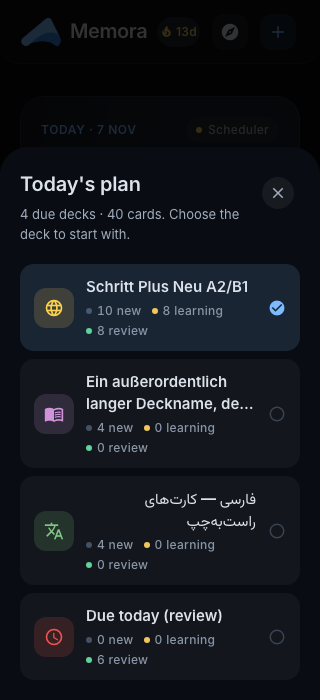 Memora
13d
TODAY · 7 NOV
Scheduler
Today's plan
4 due decks · 40 cards. Choose the
deck to start with.
Schritt Plus Neu A2/B1
10 new 8 learning
8 review
Ein außerordentlich
langer Deckname, de...
4 new 0 learning
0 review
فارسی — کارت‌های
راست‌به‌چپ
4 new 0 learning
0 review
Due today (review)
0 new 0 learning
6 review